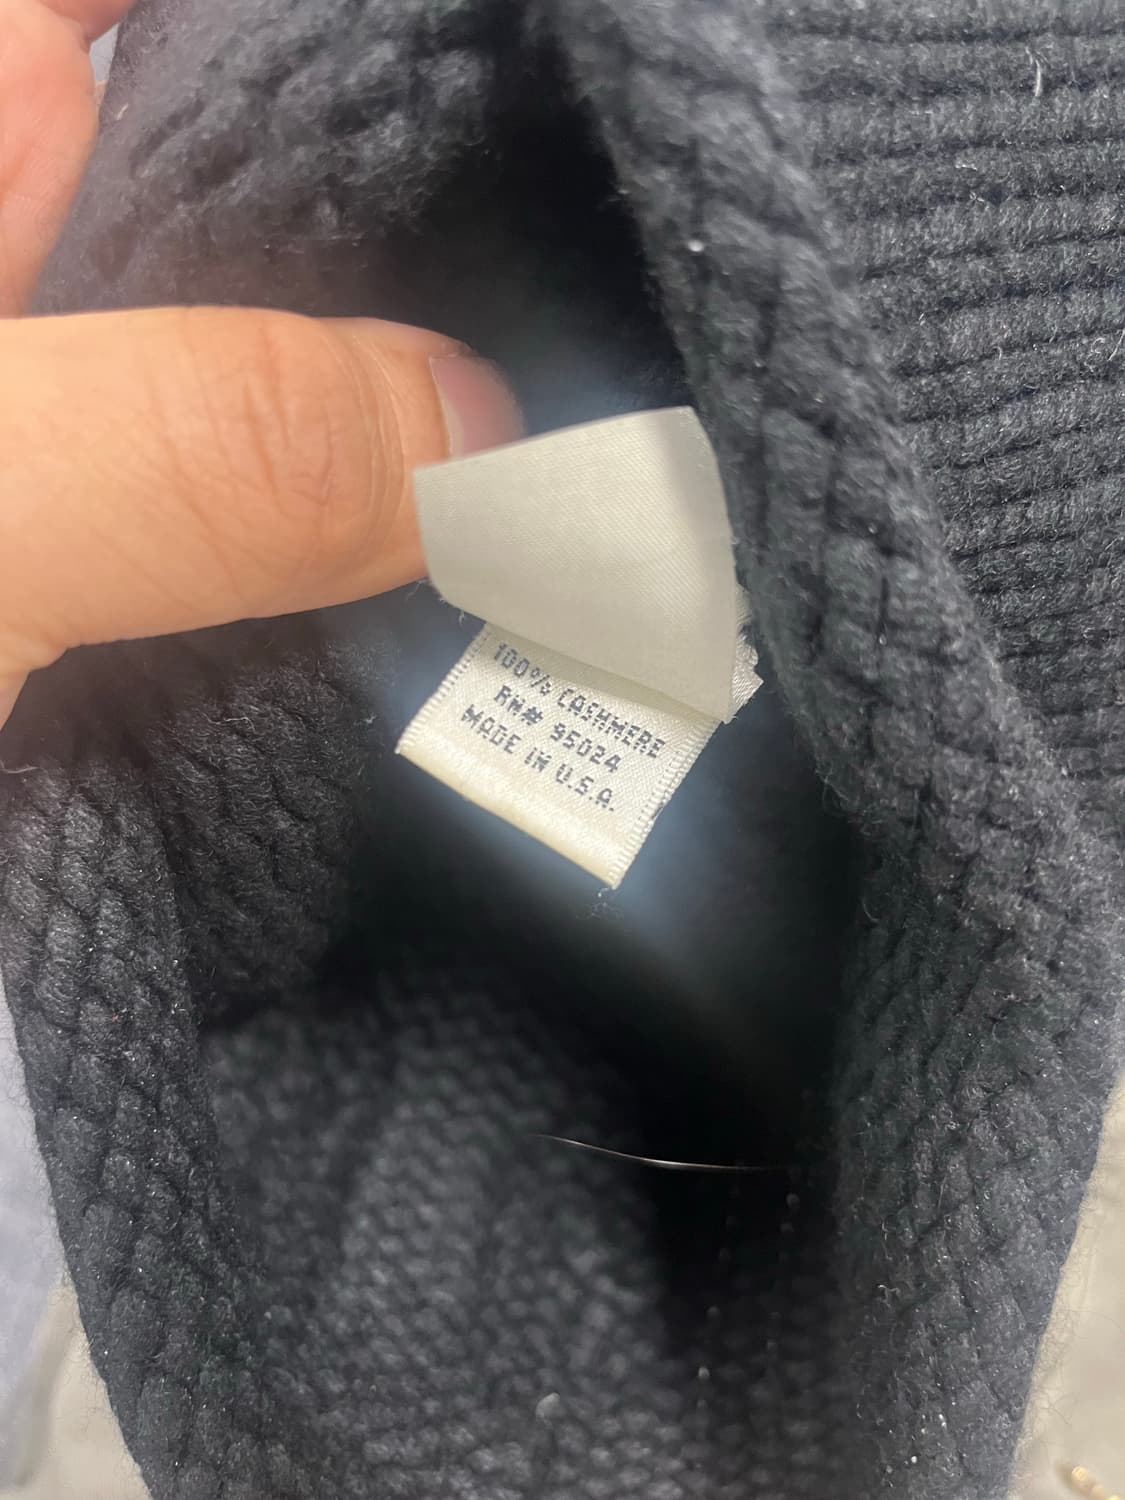 100% CASHMERE
RN# 95024
MADE IN U.S.A.